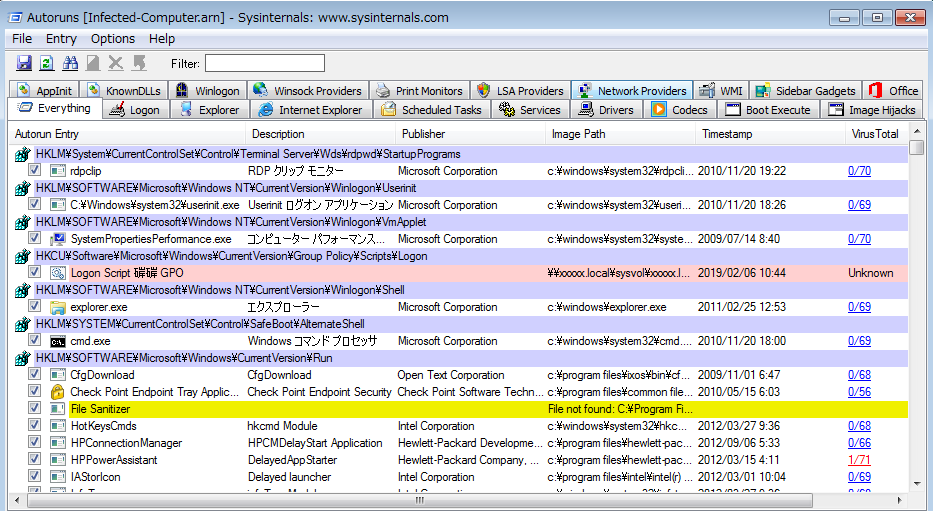 Autoruns [Infected-Computer.arn] - Sysinternals: www.sysinternals.com
File Entry Options Help
Filter:
AppInit KnownDLLs Winlogon Winsock Providers Print Monitors LSA Providers Network Providers WMI Sidebar Gadgets Office
Everything Logon Explorer Internet Explorer Scheduled Tasks Services Drivers Codecs Boot Execute Image Hijacks
Autorun Entry Description Publisher Image Path Timestamp VirusTotal
HKLM¥System¥CurrentControlSet¥Control¥Terminal Server¥Wds¥rdpwd¥StartupPrograms
rdpclip RDP クリップ モニター Microsoft Corporation c:¥windows¥system32¥rdpcli... 2010/11/20 19:22 0/70
HKLM¥SOFTWARE¥Microsoft¥Windows NT¥CurrentVersion¥Winlogon¥Userinit
C:¥Windows¥system32¥userinit.exe Userinit ログオン アプリケーション Microsoft Corporation c:¥windows¥system32¥useri... 2010/11/20 18:26 0/69
HKLM¥SOFTWARE¥Microsoft¥Windows NT¥CurrentVersion¥Winlogon¥VmApplet
SystemPropertiesPerformance.exe コンピューター パフォーマンス... Microsoft Corporation c:¥windows¥system32¥syste... 2009/07/14 8:40 0/70
HKCU¥Software¥Microsoft¥Windows¥CurrentVersion¥Group Policy¥Scripts¥Logon
Logon Script GPO ¥¥xxxxx.local¥sysvol¥xxxxx.l... 2019/02/06 10:44 Unknown
HKLM¥SOFTWARE¥Microsoft¥Windows NT¥CurrentVersion¥Winlogon¥Shell
explorer.exe エクスプローラー Microsoft Corporation c:¥windows¥explorer.exe 2011/02/25 12:53 0/69
HKLM¥SYSTEM¥CurrentControlSet¥Control¥SafeBoot¥AlternateShell
cmd.exe Windows コマンド プロセッサ Microsoft Corporation c:¥windows¥system32¥cmd.... 2010/11/20 18:00 0/69
HKLM¥SOFTWARE¥Microsoft¥Windows¥CurrentVersion¥Run
CfgDownload CfgDownload Open Text Corporation c:¥program files¥ixos¥bin¥cf... 2009/11/01 6:47 0/68
Check Point Endpoint Tray Applic... Check Point Endpoint Security Check Point Software Techn... c:¥program files¥common file... 2010/05/15 6:03 0/56
File Sanitizer File not found: C:¥Program Fi...
HotKeysCmds hkcmd Module Intel Corporation c:¥windows¥system32¥hkc... 2012/03/27 9:36 0/68
HPConnectionManager HPCMDelayStart Application Hewlett-Packard Developme... c:¥program files¥hewlett-pac... 2012/09/06 5:33 0/66
HPPowerAssistant DelayedAppStarter Hewlett-Packard Company, ... c:¥program files¥hewlett-pac... 2012/03/15 4:11 1/71
IAStorIcon Delayed launcher Intel Corporation c:¥program files¥intel¥intel(r) ... 2012/03/01 10:04 0/69